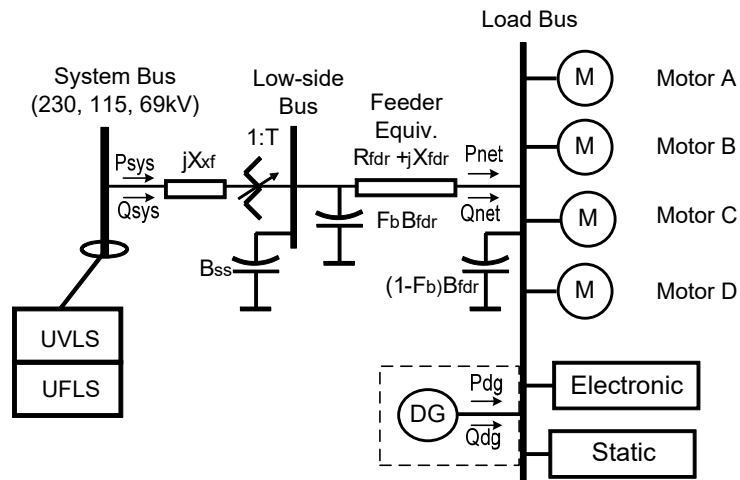 Load Bus
System Bus
(230, 115, 69kV)
Low-side
Bus
Feeder
Equiv.
Rfdr +jXfdr
1:T
jXxf
Psys
Qsys
Pnet
Qnet
M
Motor A
M
Motor B
M
Motor C
M
Motor D
Bss
FbBfdr
(1-Fb)Bfdr
UVLS
UFLS
DG
Pdg
Qdg
Electronic
Static